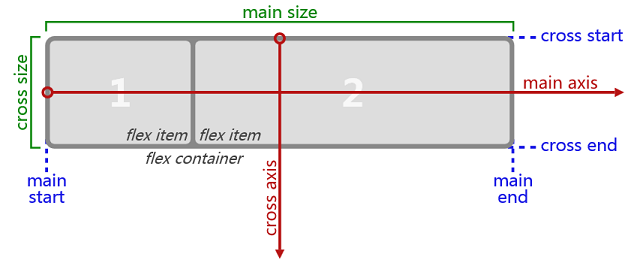 main size
cross start
cross size
1
2
main axis
flex item
flex item
cross end
flex container
cross axis
main
start
main
end